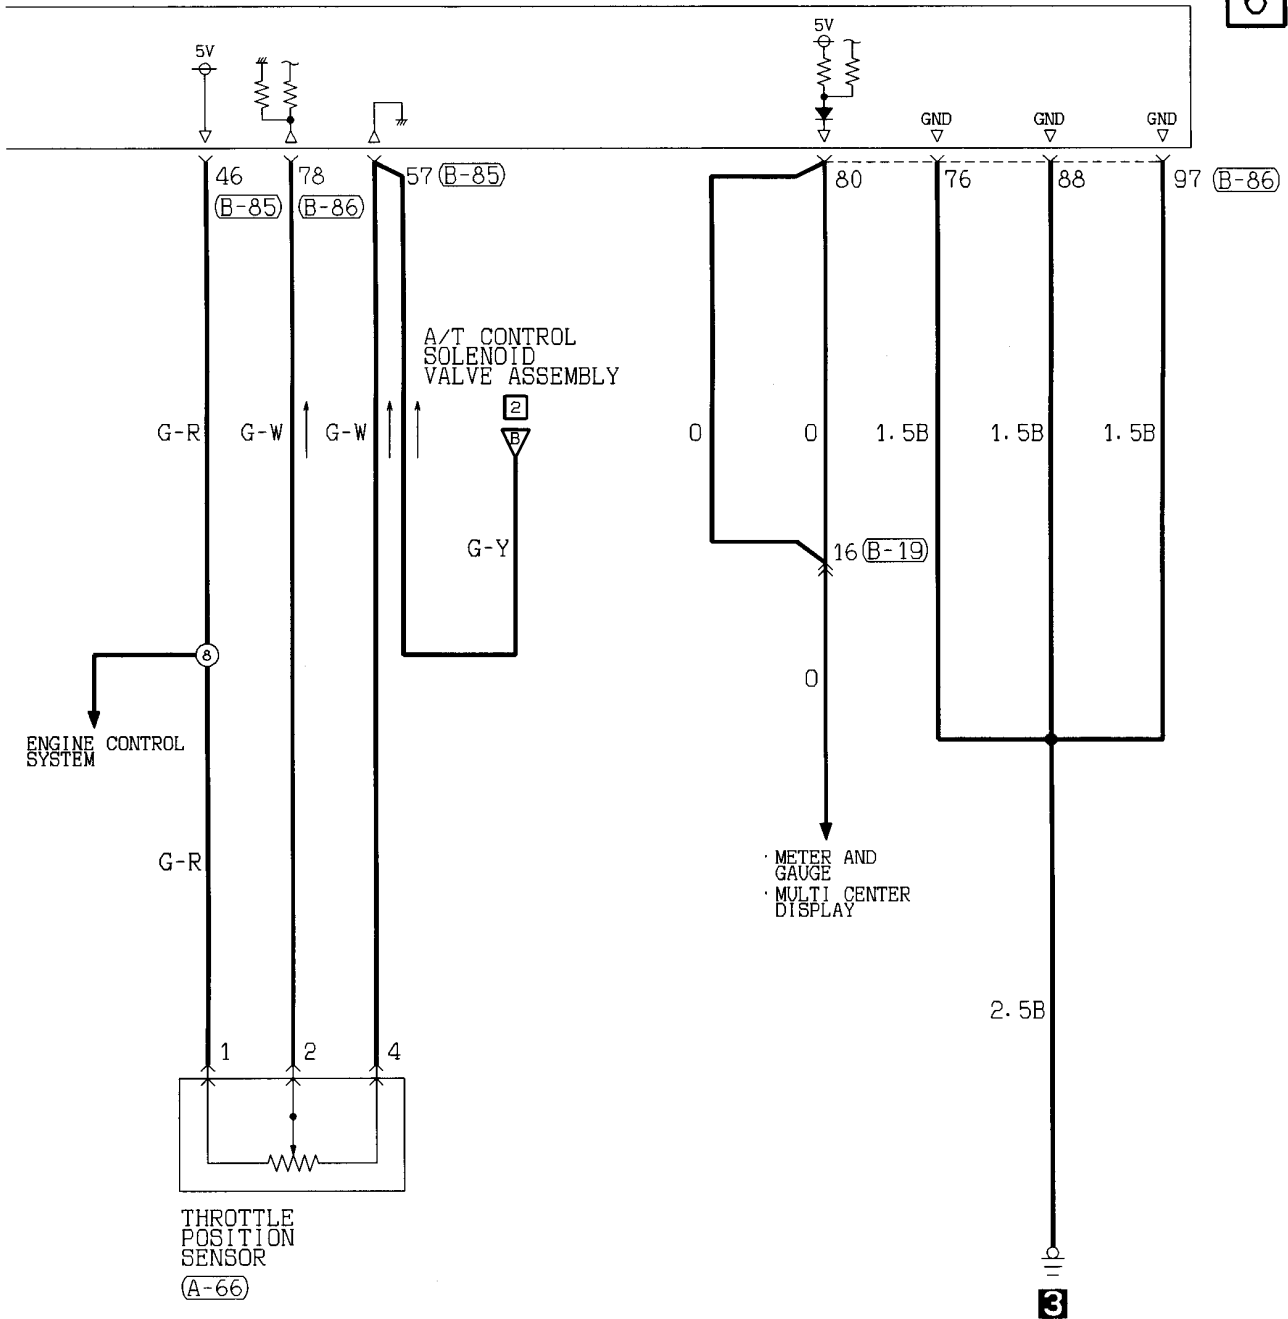 6
5V
5V
GND
GND
GND
46
78
57 (B-85)
80
76
88
97 (B-86)
(B-85)
(B-86)
A/T CONTROL
SOLENOID
VALVE ASSEMBLY
2
B
G-R
G-W
G-W
O
O
1.5B
1.5B
1.5B
G-Y
16 (B-19)
8
O
ENGINE CONTROL
SYSTEM
G-R
· METER AND
GAUGE
· MULTI CENTER
DISPLAY
2.5B
1
2
4
THROTTLE
POSITION
SENSOR
(A-66)
3